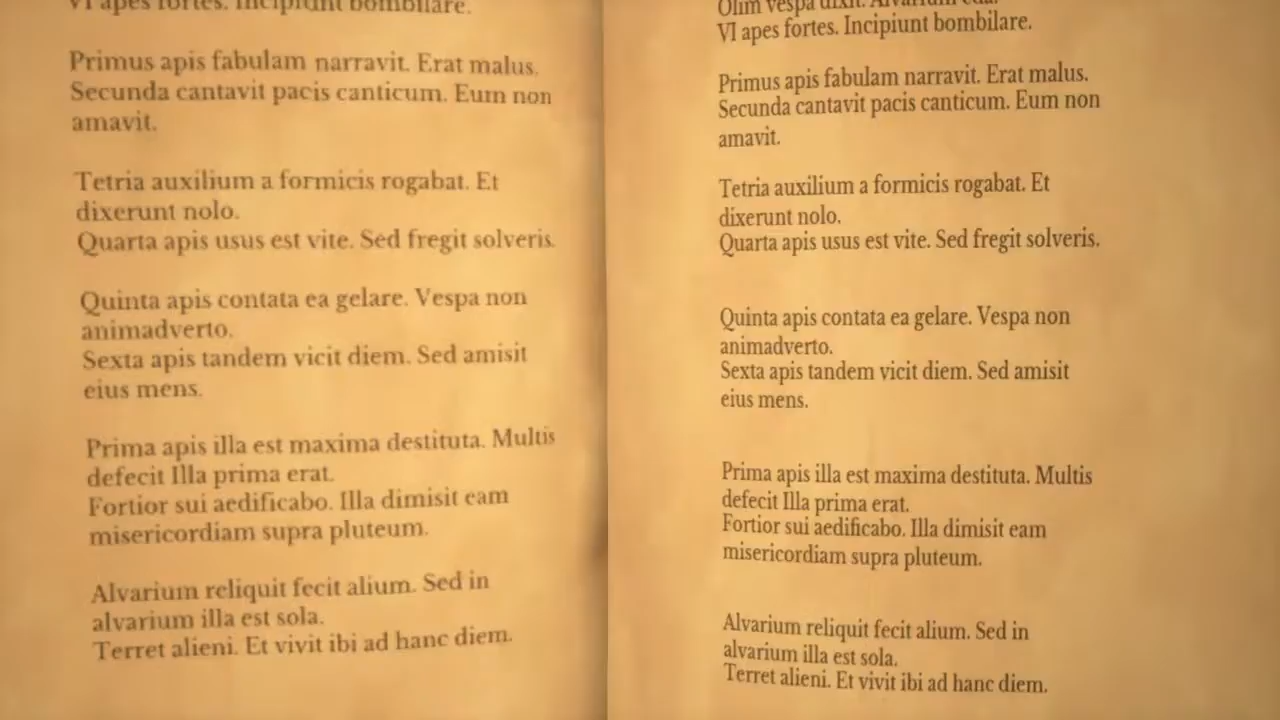 VI apes fortes. Incipiunt bombilare.
Primus apis fabulam narravit. Erat malus.
Secunda cantavit pacis canticum. Eum non
amavit.
Tetria auxilium a formicis rogabat. Et
dixerunt nolo.
Quarta apis usus est vite. Sed fregit solveris.
Quinta apis contata ea gelare. Vespa non
animadverto.
Sexta apis tandem vicit diem. Sed amisit
eius mens.
Prima apis illa est maxima destituta. Multis
defecit Illa prima erat.
Fortior sui aedificabo. Illa dimisit eam
misericordiam supra pluteum.
Alvarium reliquit fecit alium. Sed in
alvarium illa est sola.
Terret alieni. Et vivit ibi ad hanc diem.
Olim vespa dixit. Alvarium
VI apes fortes. Incipiunt bombilare.
Primus apis fabulam narravit. Erat malus.
Secunda cantavit pacis canticum. Eum non
amavit.
Tetria auxilium a formicis rogabat. Et
dixerunt nolo.
Quarta apis usus est vite. Sed fregit solveris.
Quinta apis contata ea gelare. Vespa non
animadverto.
Sexta apis tandem vicit diem. Sed amisit
eius mens.
Prima apis illa est maxima destituta. Multis
defecit Illa prima erat.
Fortior sui aedificabo. Illa dimisit eam
misericordiam supra pluteum.
Alvarium reliquit fecit alium. Sed in
alvarium illa est sola.
Terret alieni. Et vivit ibi ad hanc diem.